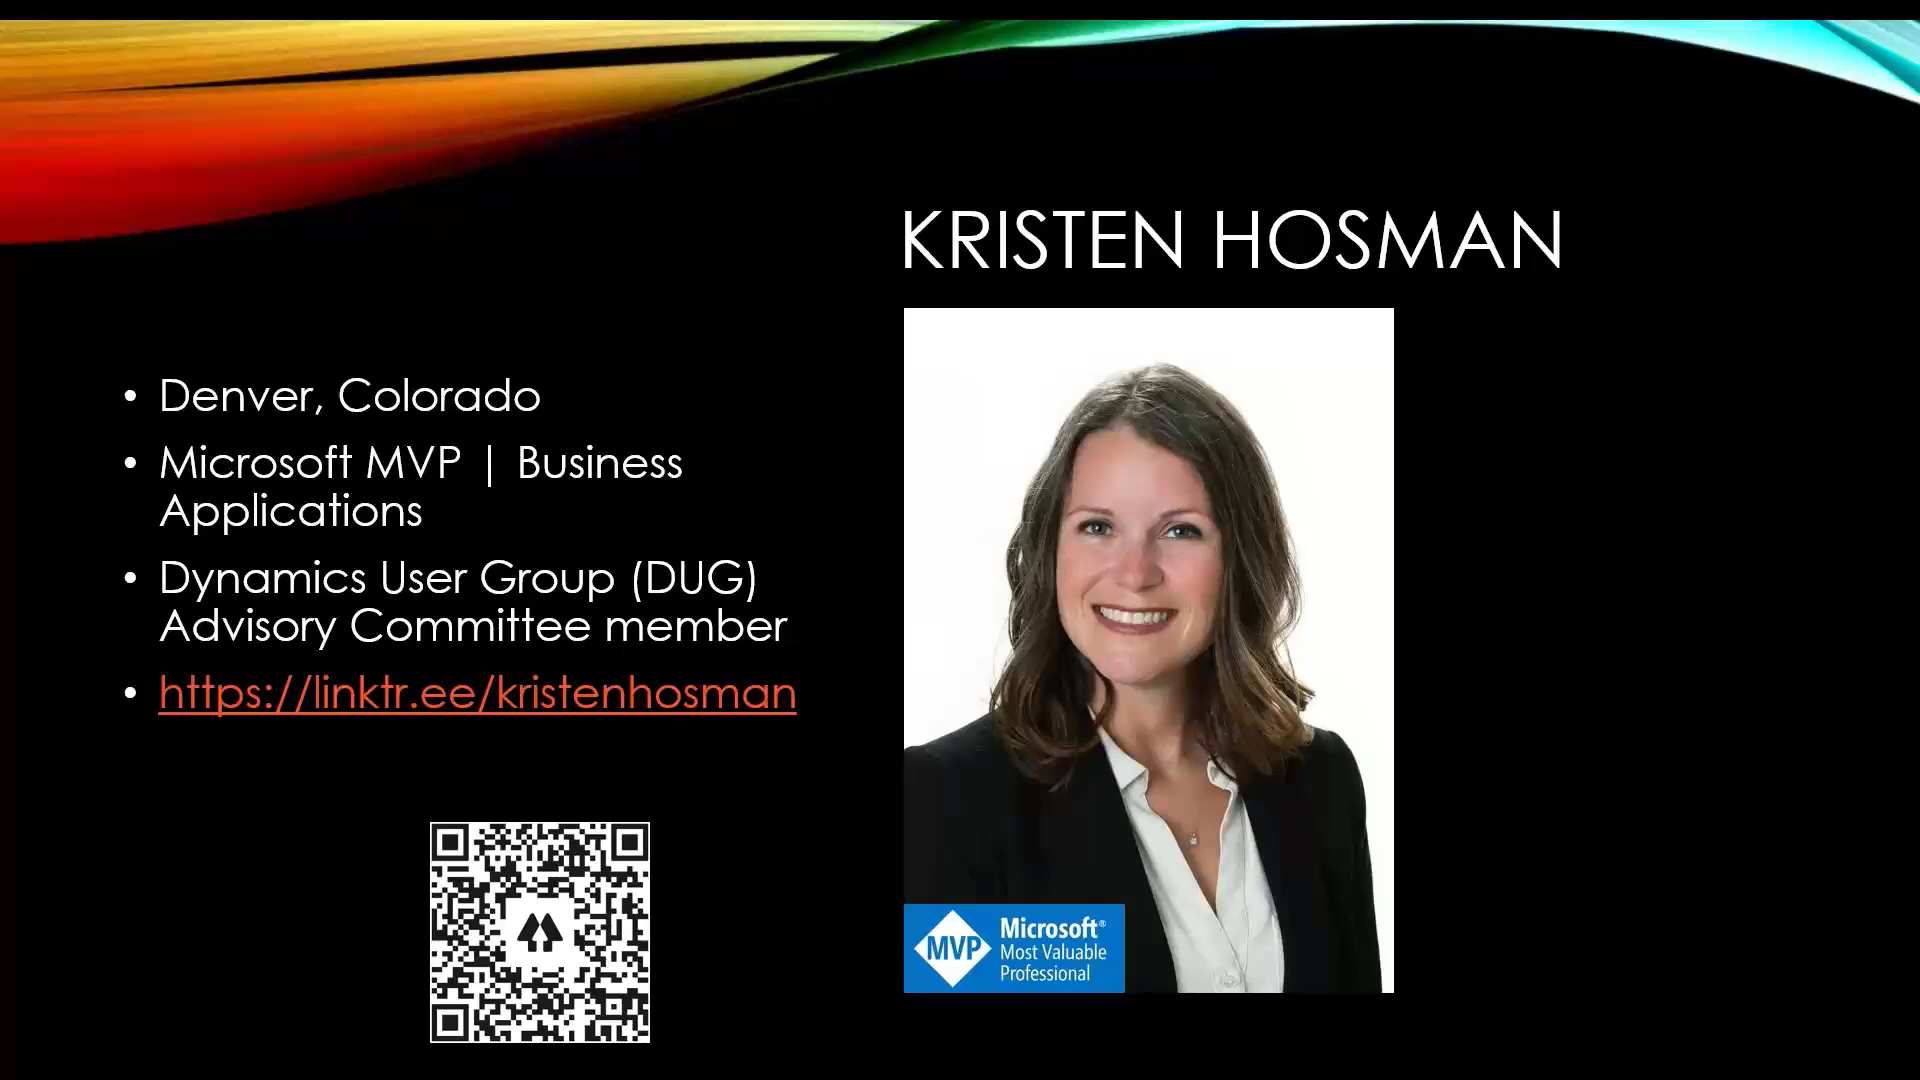 KRISTEN HOSMAN
• Denver, Colorado
• Microsoft MVP | Business
Applications
• Dynamics User Group (DUG)
Advisory Committee member
• https://linktr.ee/kristenhosman
MVP
Microsoft®
Most Valuable
Professional